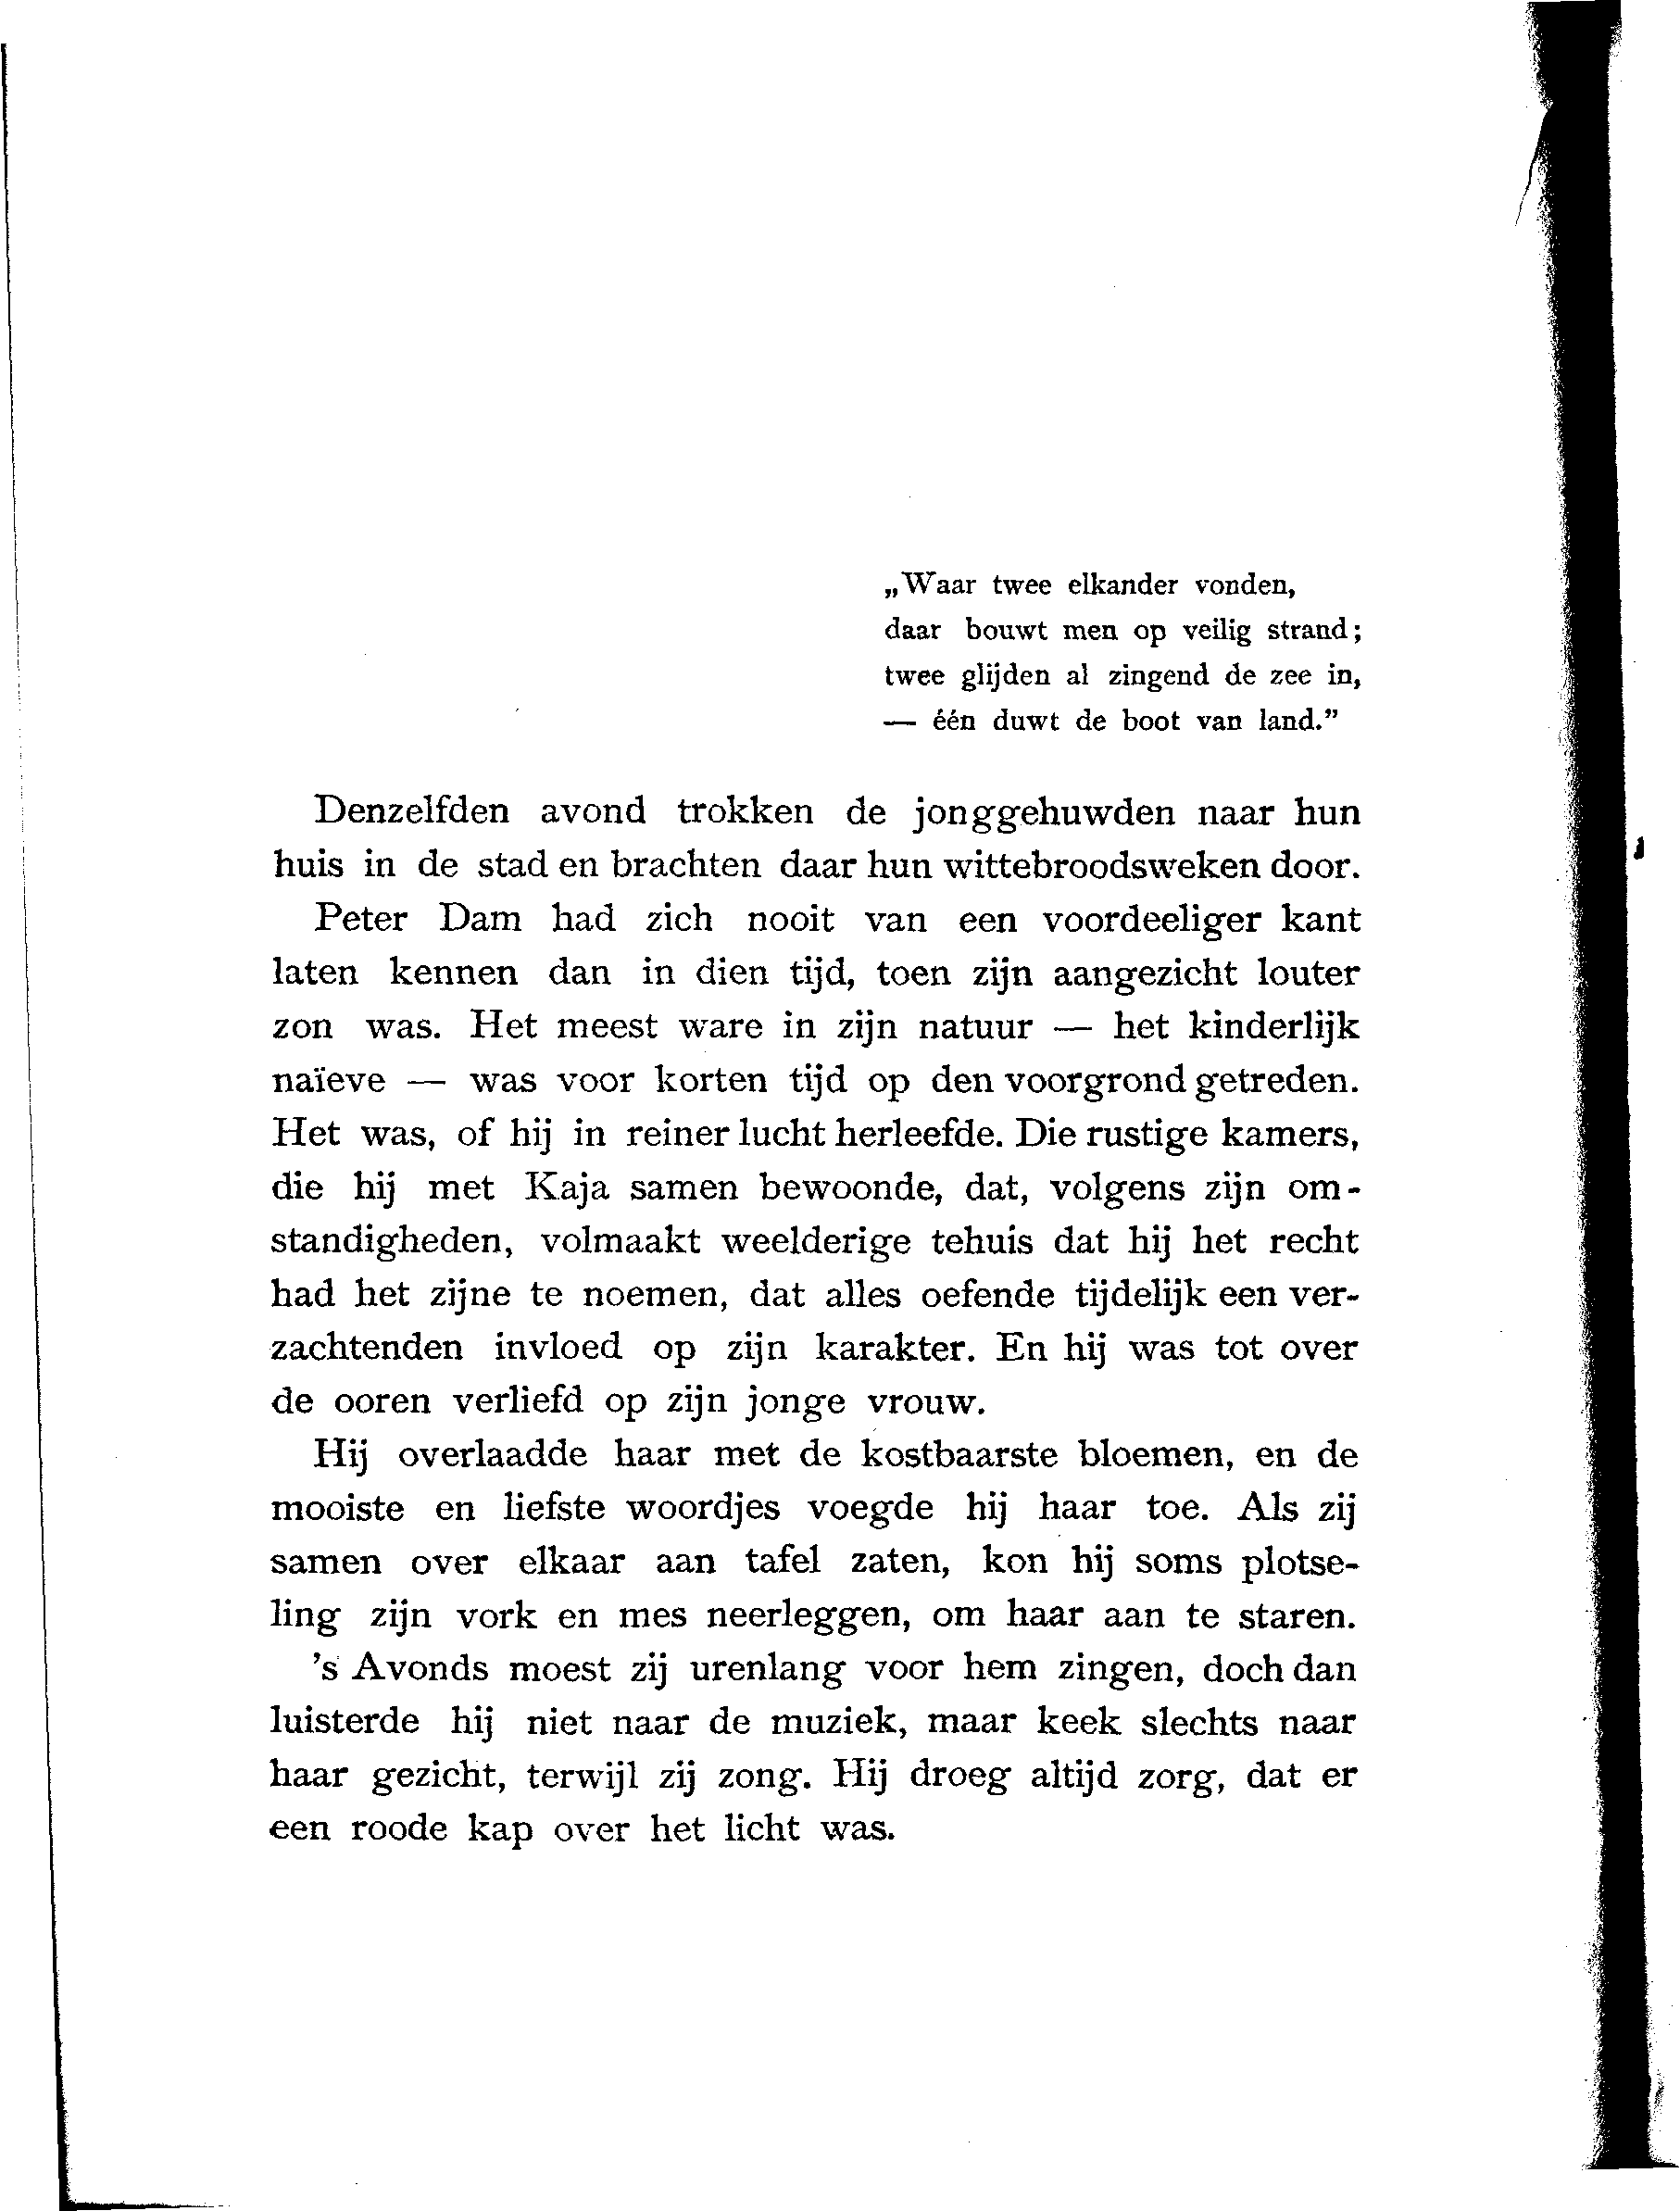 „Waar twee elkander vonden,
daar bouwt men op veilig strand;
twee glijden al zingend de zee in,
— één duwt de boot van land.”
Denzelfden avond trokken de jonggehuwden naar hun
huis in de stad en brachten daar hun wittebroodsweken door.
Peter Dam had zich nooit van een voordeeliger kant
laten kennen dan in dien tijd, toen zijn aangezicht louter
zon was. Het meest ware in zijn natuur — het kinderlijk
naïeve — was voor korten tijd op den voorgrond getreden.
Het was, of hij in reiner lucht herleefde. Die rustige kamers,
die hij met Kaja samen bewoonde, dat, volgens zijn om-
standigheden, volmaakt weelderige tehuis dat hij het recht
had het zijne te noemen, dat alles oefende tijdelijk een ver-
zachtenden invloed op zijn karakter. En hij was tot over
de ooren verliefd op zijn jonge vrouw.
Hij overlaadde haar met de kostbaarste bloemen, en de
mooiste en liefste woordjes voegde hij haar toe. Als zij
samen over elkaar aan tafel zaten, kon hij soms plotse-
ling zijn vork en mes neerleggen, om haar aan te staren.
's Avonds moest zij urenlang voor hem zingen, doch dan
luisterde hij niet naar de muziek, maar keek slechts naar
haar gezicht, terwijl zij zong. Hij droeg altijd zorg, dat er
een roode kap over het licht was.